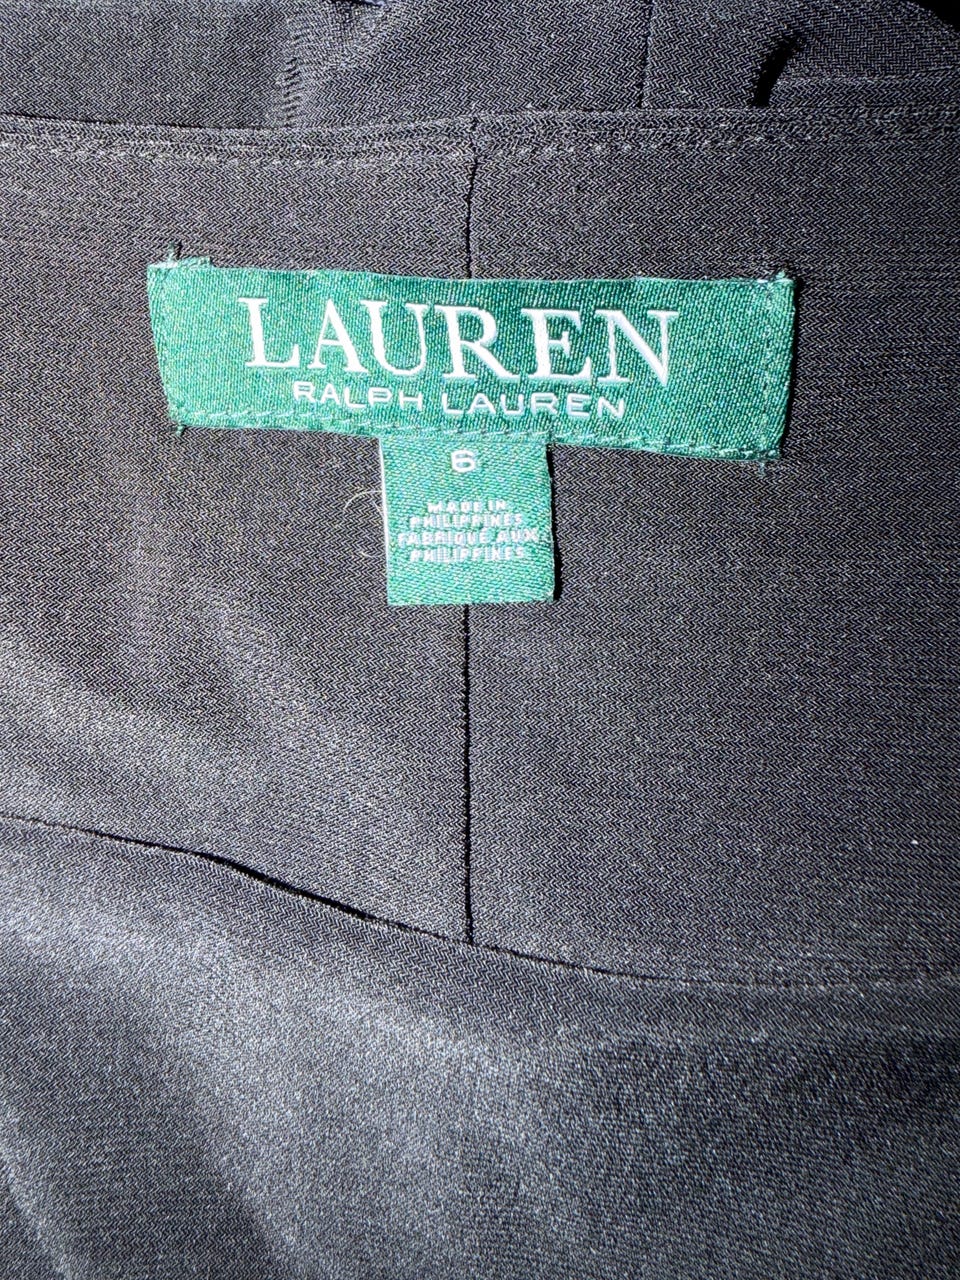 LAUREN
RALPH LAUREN
6
MADE IN
PHILIPPINES
FABRIQUE AUX
PHILIPPINES